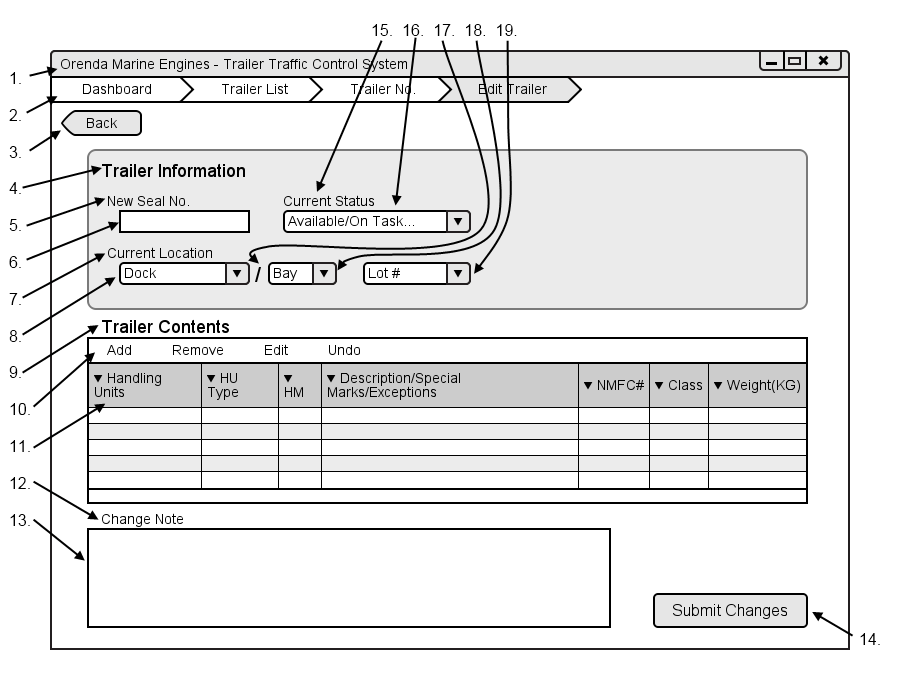 15. 16. 17. 18. 19.
Orenda Marine Engines - Trailer Traffic Control System
1.
Dashboard Trailer List Trailer No. Edit Trailer
2.
Back
3.
Trailer Information
4.
New Seal No. Current Status
5.
Available/On Task...
6.
Current Location
Dock / Bay Lot #
7.
Trailer Contents
8.
Add Remove Edit Undo
9.
▼ Handling Units ▼ HU Type ▼ HM ▼ Description/Special Marks/Exceptions ▼ NMFC# ▼ Class ▼ Weight(KG)
10.
11.
12.
Change Note
13.
Submit Changes
14.